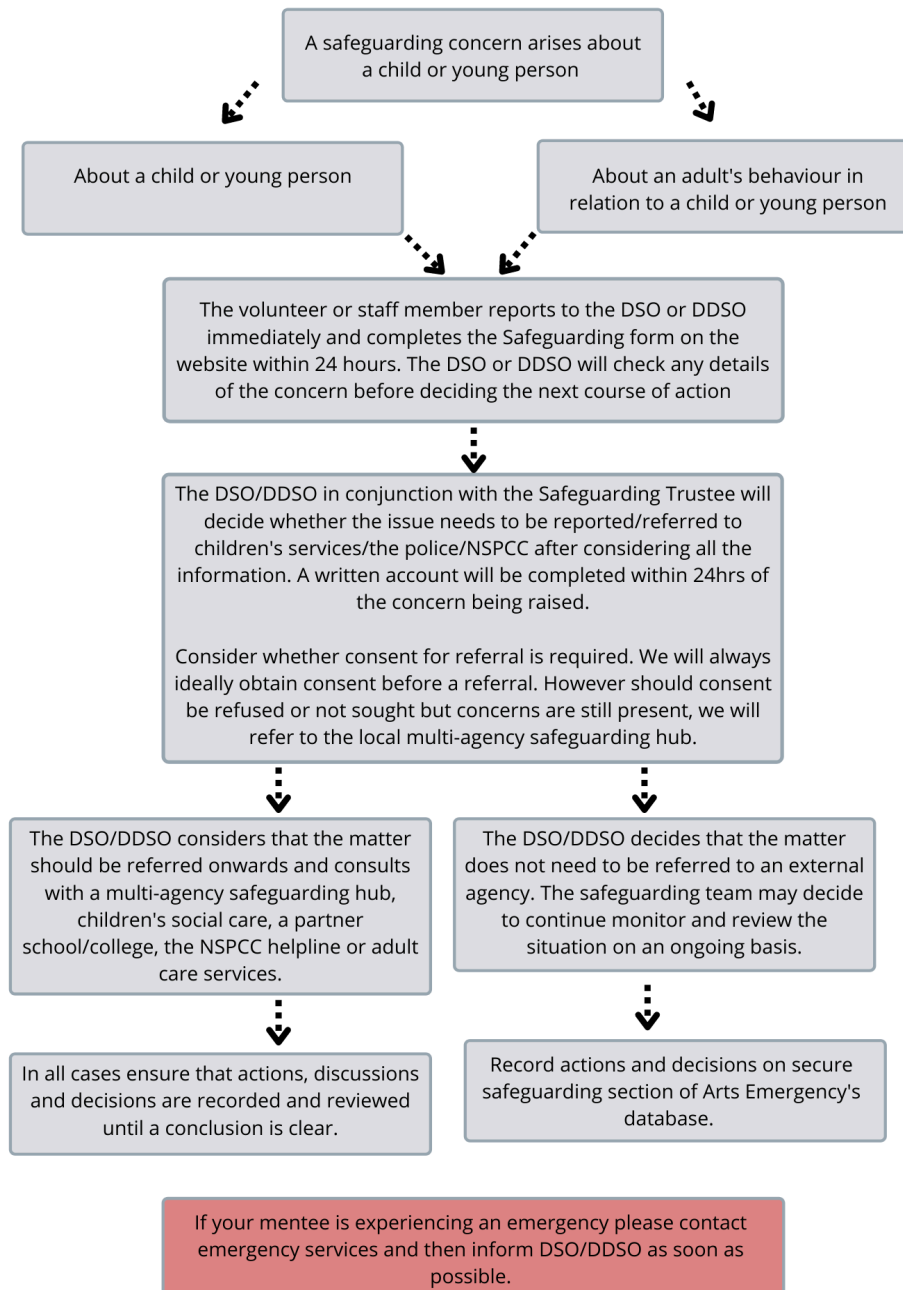 A safeguarding concern arises about
a child or young person
About a child or young person
About an adult's behaviour in
relation to a child or young person
The volunteer or staff member reports to the DSO or DDSO
immediately and completes the Safeguarding form on the
website within 24 hours. The DSO or DDSO will check any details
of the concern before deciding the next course of action
The DSO/DDSO in conjunction with the Safeguarding Trustee will
decide whether the issue needs to be reported/referred to
children's services/the police/NSPCC after considering all the
information. A written account will be completed within 24hrs of
the concern being raised.
Consider whether consent for referral is required. We will always
ideally obtain consent before a referral. However should consent
be refused or not sought but concerns are still present, we will
refer to the local multi-agency safeguarding hub.
The DSO/DDSO considers that the matter
should be referred onwards and consults
with a multi-agency safeguarding hub,
children's social care, a partner
school/college, the NSPCC helpline or adult
care services.
The DSO/DDSO decides that the matter
does not need to be referred to an external
agency. The safeguarding team may decide
to continue monitor and review the
situation on an ongoing basis.
In all cases ensure that actions, discussions
and decisions are recorded and reviewed
until a conclusion is clear.
Record actions and decisions on secure
safeguarding section of Arts Emergency's
database.
If your mentee is experiencing an emergency please contact
emergency services and then inform DSO/DDSO as soon as
possible.